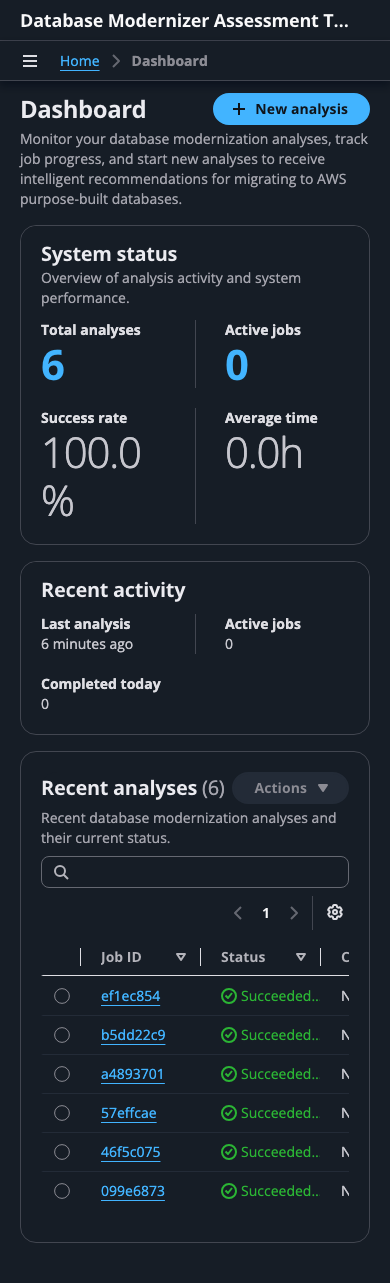 Database Modernizer Assessment T...
Home
Dashboard
Dashboard
New analysis
Monitor your database modernization analyses, track
job progress, and start new analyses to receive
intelligent recommendations for migrating to AWS
purpose-built databases.
System status
Overview of analysis activity and system
performance.
Total analyses
6
Active jobs
0
Success rate
100.0
%
Average time
0.0h
Recent activity
Last analysis
6 minutes ago
Active jobs
0
Completed today
0
Recent analyses (6)
Actions
Recent database modernization analyses and
their current status.
1
Job ID Status C
ef1ec854 Succeeded.. N
b5dd22c9 Succeeded.. N
a4893701 Succeeded.. N
57effcae Succeeded.. N
46f5c075 Succeeded.. N
099e6873 Succeeded.. N